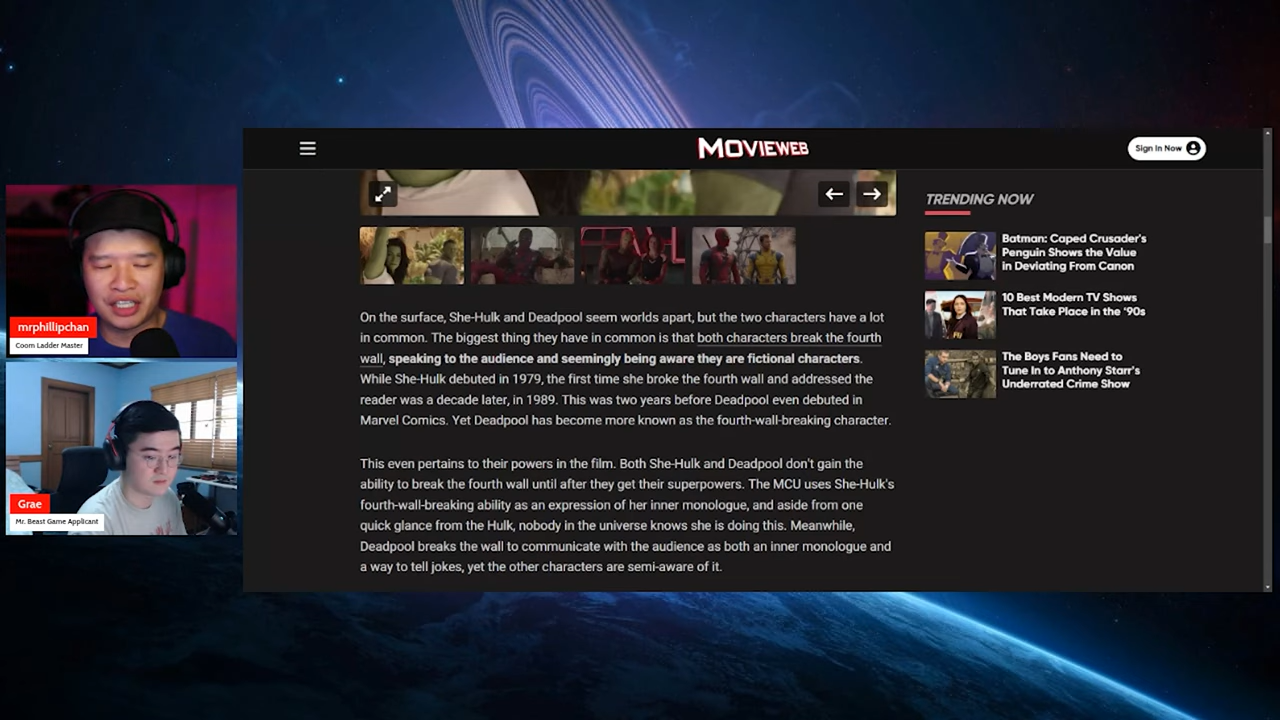 MOVIEWEB
Sign In Now
TRENDING NOW
Batman: Caped Crusader's
Penguin Shows the Value
in Deviating From Canon
10 Best Modern TV Shows
That Take Place in the '90s
The Boys Fans Need to
Tune In to Anthony Starr's
Underrated Crime Show
On the surface, She-Hulk and Deadpool seem worlds apart, but the two characters have a lot
in common. The biggest thing they have in common is that both characters break the fourth
wall, speaking to the audience and seemingly being aware they are fictional characters.
While She-Hulk debuted in 1979, the first time she broke the fourth wall and addressed the
reader was a decade later, in 1989. This was two years before Deadpool even debuted in
Marvel Comics. Yet Deadpool has become more known as the fourth-wall-breaking character.
This even pertains to their powers in the film. Both She-Hulk and Deadpool don't gain the
ability to break the fourth wall until after they get their superpowers. The MCU uses She-Hulk's
fourth-wall-breaking ability as an expression of her inner monologue, and aside from one
quick glance from the Hulk, nobody in the universe knows she is doing this. Meanwhile,
Deadpool breaks the wall to communicate with the audience as both an inner monologue and
a way to tell jokes, yet the other characters are semi-aware of it.
mrphillipchan
Coom Ladder Master
Grae
Mr. Beast Game Applicant